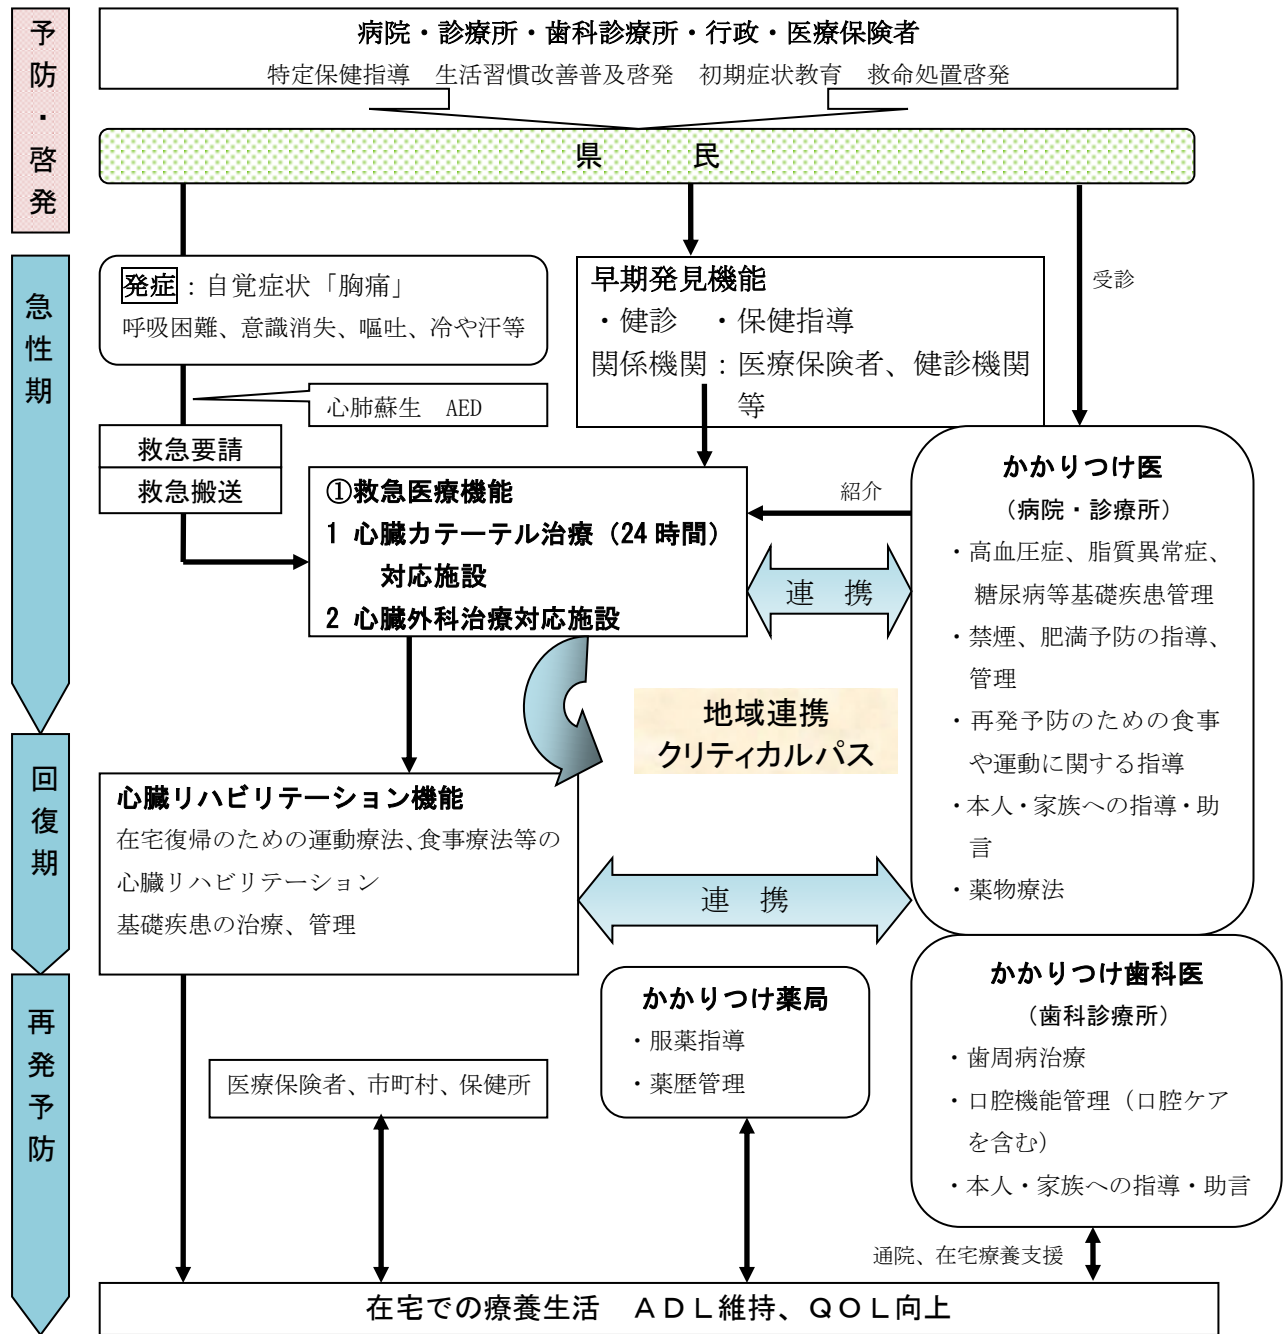 予防・啓発
病院・診療所・歯科診療所・行政・医療保険者
特定保健指導　生活習慣改善普及啓発　初期症状教育　救命処置啓発
県　　民
急性期
発症：自覚症状「胸痛」
呼吸困難、意識消失、嘔吐、冷や汗等
早期発見機能
・健診　・保健指導
関係機関：医療保険者、健診機関
等
受診
心肺蘇生　AED
救急要請
救急搬送
①救急医療機能
1 心臓カテーテル治療（24時間）
対応施設
2 心臓外科治療対応施設
紹介
連　携
かかりつけ医
（病院・診療所）
・高血圧症、脂質異常症、
糖尿病等基礎疾患管理
・禁煙、肥満予防の指導、
管理
・再発予防のための食事
や運動に関する指導
・本人・家族への指導・助
言
・薬物療法
地域連携
クリティカルパス
回復期
心臓リハビリテーション機能
在宅復帰のための運動療法、食事療法等の
心臓リハビリテーション
基礎疾患の治療、管理
連　携
再発予防
医療保険者、市町村、保健所
かかりつけ薬局
・服薬指導
・薬歴管理
かかりつけ歯科医
（歯科診療所）
・歯周病治療
・口腔機能管理（口腔ケア
を含む）
・本人・家族への指導・助言
通院、在宅療養支援
在宅での療養生活　ＡＤＬ維持、ＱＯＬ向上